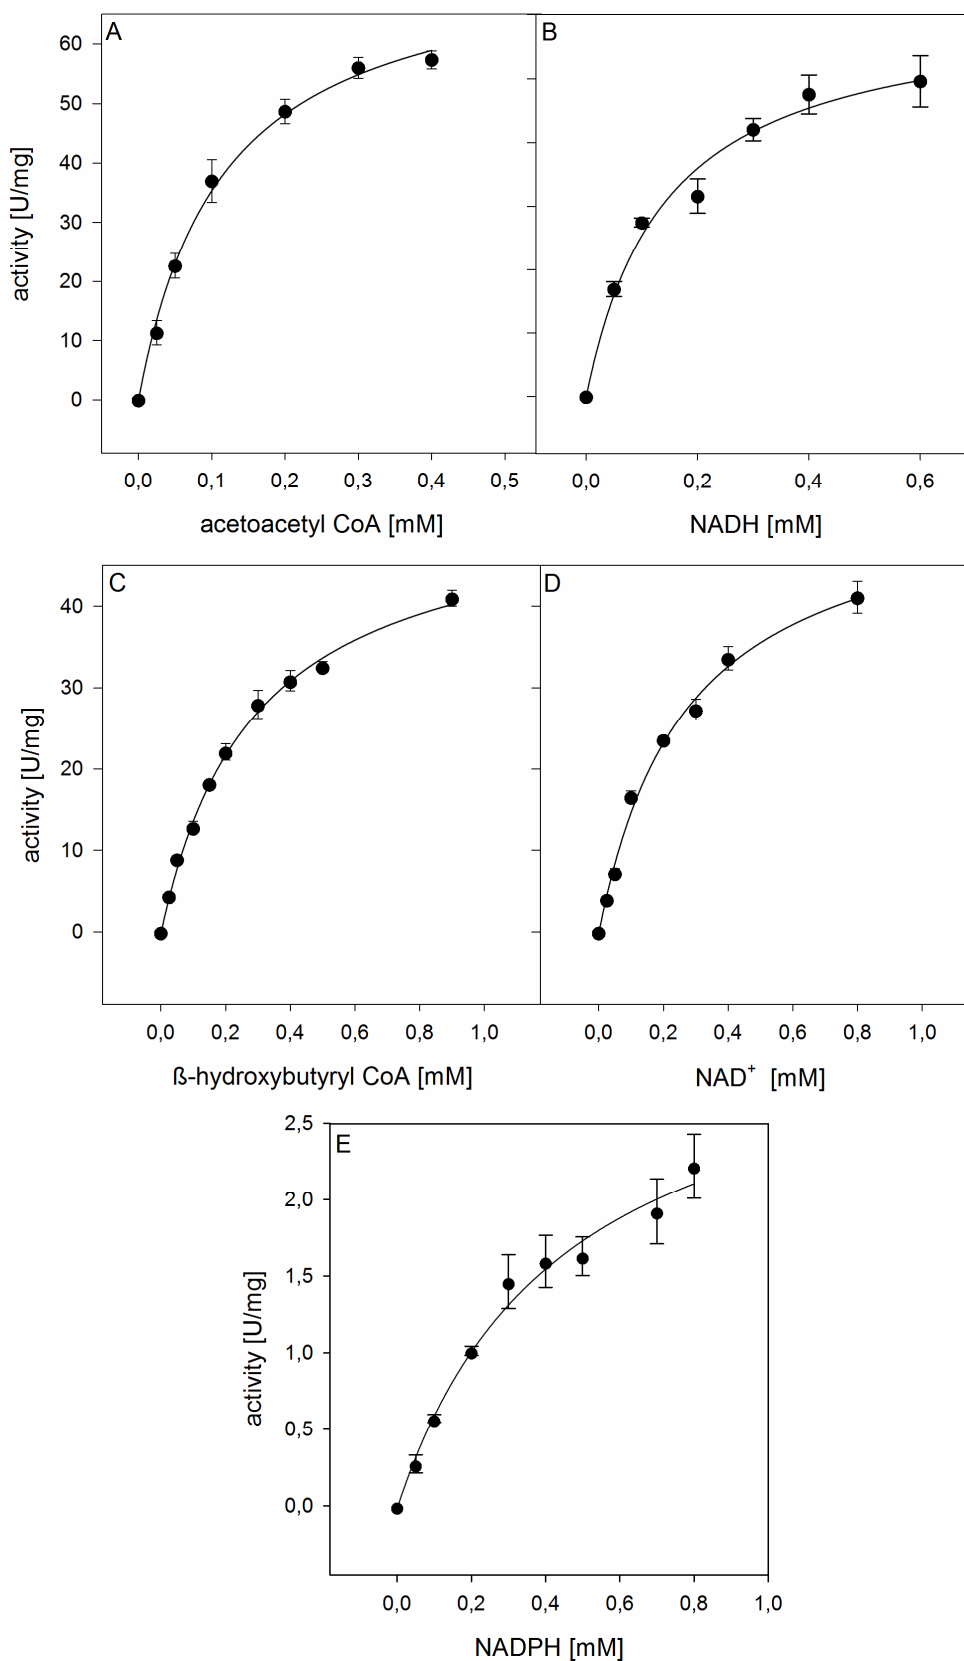 A
B
60
50
40
30
20
10
0
activity [U/mg]
0,0 0,1 0,2 0,3 0,4 0,5
0,0 0,2 0,4 0,6
acetoacetyl CoA [mM]
NADH [mM]
C
D
40
30
20
10
0
activity [U/mg]
0,0 0,2 0,4 0,6 0,8 1,0
0,0 0,2 0,4 0,6 0,8 1,0
ß-hydroxybutyryl CoA [mM]
NAD⁺ [mM]
E
2,5
2,0
1,5
1,0
0,5
0,0
activity [U/mg]
0,0 0,2 0,4 0,6 0,8 1,0
NADPH [mM]